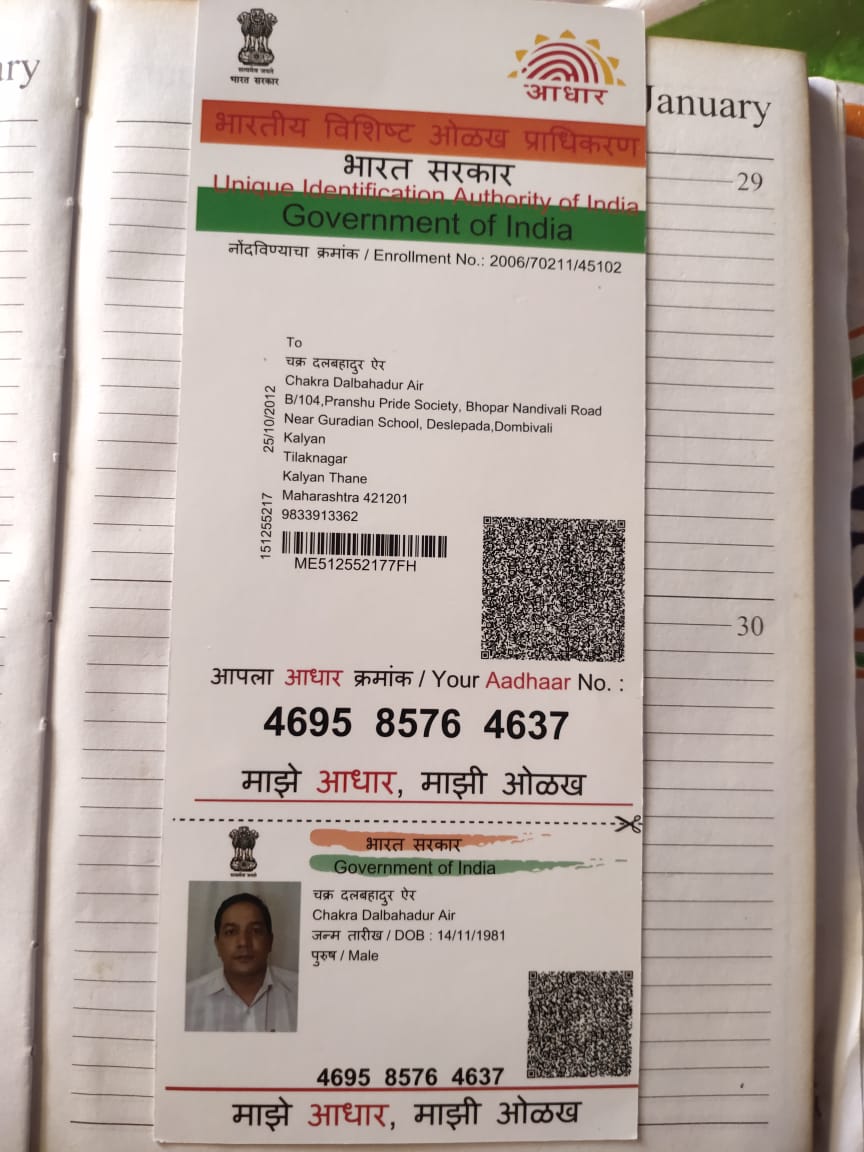 ary
January
29
30
सत्यमेव जयते
भारत सरकार
आधार
भारतीय विशिष्ट ओळख प्राधिकरण
भारत सरकार
Unique Identification Authority of India
Government of India
नोंदविण्याचा क्रमांक / Enrollment No.: 2006/70211/45102
To
चक्र दलबहादुर ऐर
Chakra Dalbahadur Air
B/104,Pranshu Pride Society, Bhopar Nandivali Road
Near Guradian School, Deslepada,Dombivali
Kalyan
Tilaknagar
Kalyan Thane
Maharashtra 421201
9833913362
151255217 25/10/2012
ME512552177FH
आपला आधार क्रमांक / Your Aadhaar No. :
4695 8576 4637
माझे आधार, माझी ओळख
भारत सरकार
Government of India
चक्र दलबहादुर ऐर
Chakra Dalbahadur Air
जन्म तारीख / DOB : 14/11/1981
पुरुष / Male
4695 8576 4637
माझे आधार, माझी ओळख